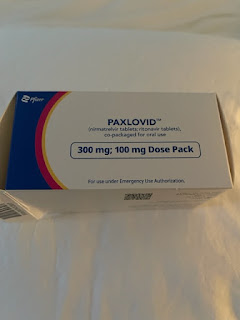 Pfizer
PAXLOVID™
(nirmatrelvir tablets; ritonavir tablets),
co-packaged for oral use
300 mg; 100 mg Dose Pack
For use under Emergency Use Authorization.